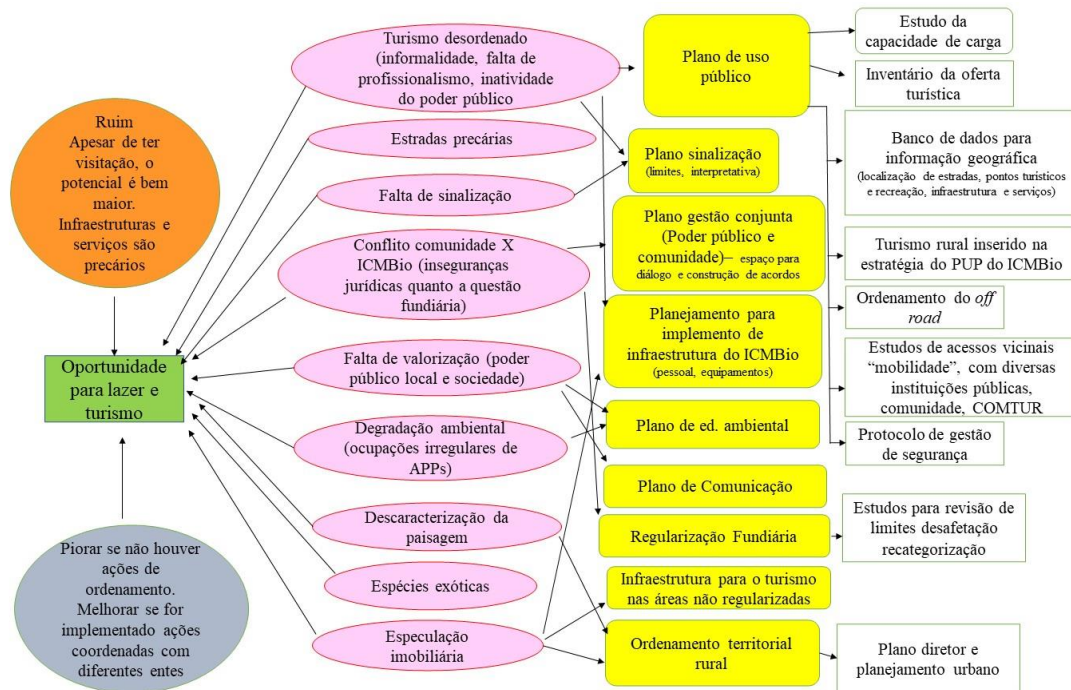 Ruim
Apesar de ter
visitação, o
potencial é bem
maior.
Infraestruturas e
serviços são
precários
Oportunidade
para lazer e
turismo
Piorar se não houver
ações de
ordenamento.
Melhorar se for
implementado ações
coordenadas com
diferentes entes
Turismo desordenado
(informalidade, falta de
profissionalismo, inatividade
do poder público
Estradas precárias
Falta de sinalização
Conflito comunidade X
ICMBio (inseguranças
jurídicas quanto a questão
fundiária)
Falta de valorização (poder
público local e sociedade)
Degradação ambiental
(ocupações irregulares de
APPs)
Descaracterização da
paisagem
Espécies exóticas
Especulação
imobiliária
Plano de uso
público
Plano sinalização
(limites, interpretativa)
Plano gestão conjunta
(Poder público e
comunidade)– espaço para
diálogo e construção de acordos
Planejamento para
implemento de
infraestrutura do ICMBio
(pessoal, equipamentos)
Plano de ed. ambiental
Plano de Comunicação
Regularização Fundiária
Infraestrutura para o turismo
nas áreas não regularizadas
Ordenamento territorial
rural
Estudo da
capacidade de carga
Inventário da oferta
turística
Banco de dados para
informação geográfica
(localização de estradas, pontos turísticos
e recreação, infraestrutura e serviços)
Turismo rural inserido na
estratégia do PUP do ICMBio
Ordenamento do off
road
Estudos de acessos vicinais
“mobilidade”, com diversas
instituições públicas,
comunidade, COMTUR
Protocolo de gestão
de segurança
Estudos para revisão de
limites desafetação
recategorização
Plano diretor e
planejamento urbano